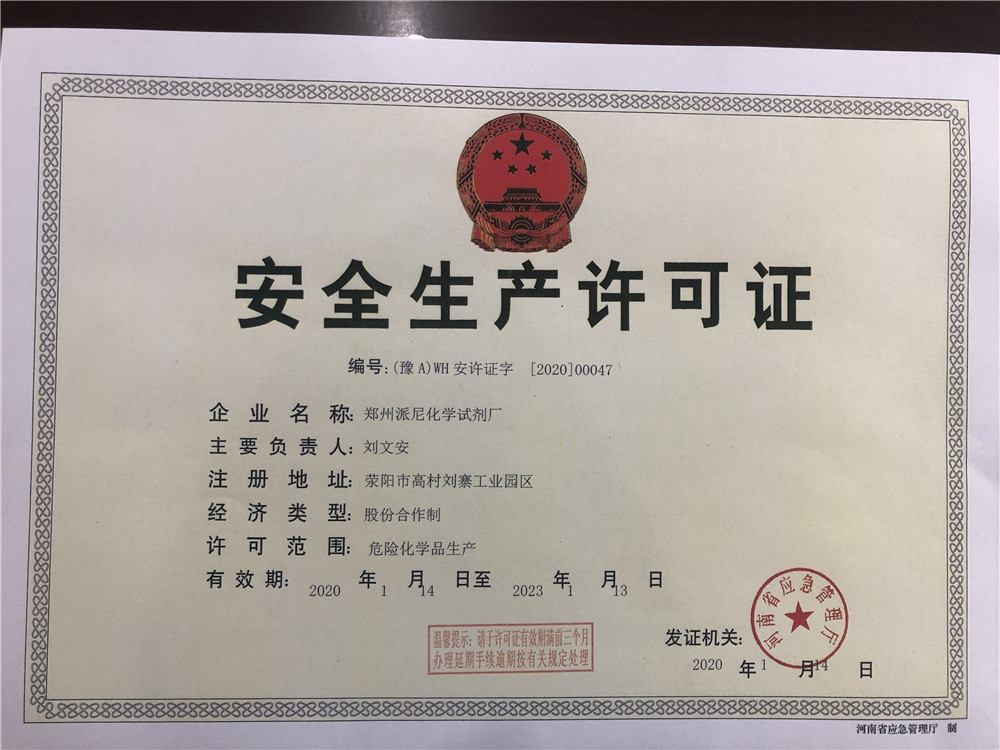 安全生产许可证
编号:(豫A)WH安许证字 [2020]00047
企业名称: 郑州派尼化学试剂厂
主要负责人: 刘文安
注册地址: 荥阳市高村刘寨工业园区
经济类型: 股份合作制
许可范围: 危险化学品生产
有效期: 2020 年 1 月 14 日至 2023 年 1 月 13 日
温馨提示:请于许可证有效期满前三个月
办理延期手续逾期按有关规定处理
发证机关:
河南省应急管理厅
2020 年 1 月 14 日
河南省应急管理厅 制